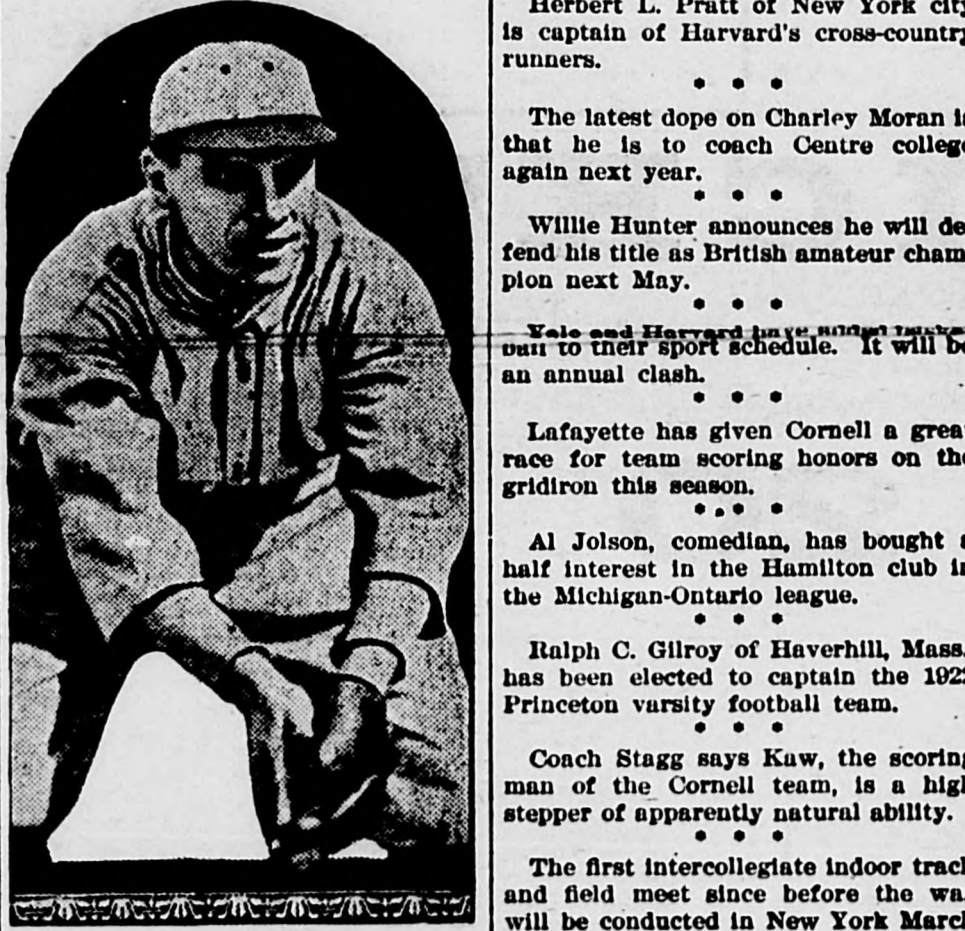 Herbert L. Pratt of New York city
is captain of Harvard's cross-country
runners.
* * *
The latest dope on Charley Moran i
that he is to coach Centre college
again next year.
* * *
Willie Hunter announces he will de-
fend his title as British amateur cham-
pion next May.
* * *
Yale and Harvard have added
ball to their sport schedule. It will be
an annual clash.
* * *
Lafayette has given Cornell a great
race for team scoring honors on the
gridiron this season.
* * *
Al Jolson, comedian, has bought a
half interest in the Hamilton club in
the Michigan-Ontario league.
* * *
Ralph C. Gilroy of Haverhill, Mass.,
has been elected to captain the 1922
Princeton varsity football team.
* * *
Coach Stagg says Kaw, the scoring
man of the Cornell team, is a high
stepper of apparently natural ability.
* * *
The first intercollegiate indoor track
and field meet since before the war
will be conducted in New York March